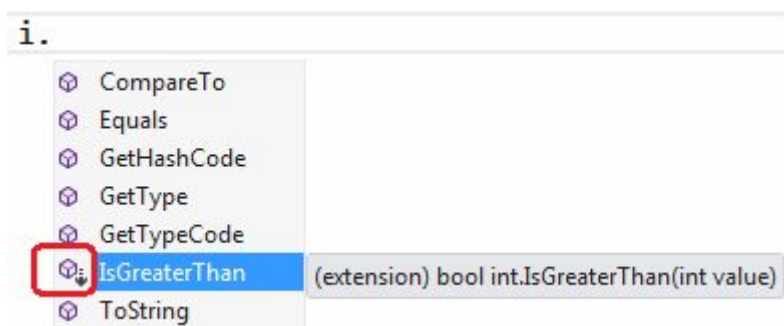 i.
CompareTo
Equals
GetHashCode
GetType
GetTypeCode
IsGreaterThan (extension) bool int.IsGreaterThan(int value)
ToString